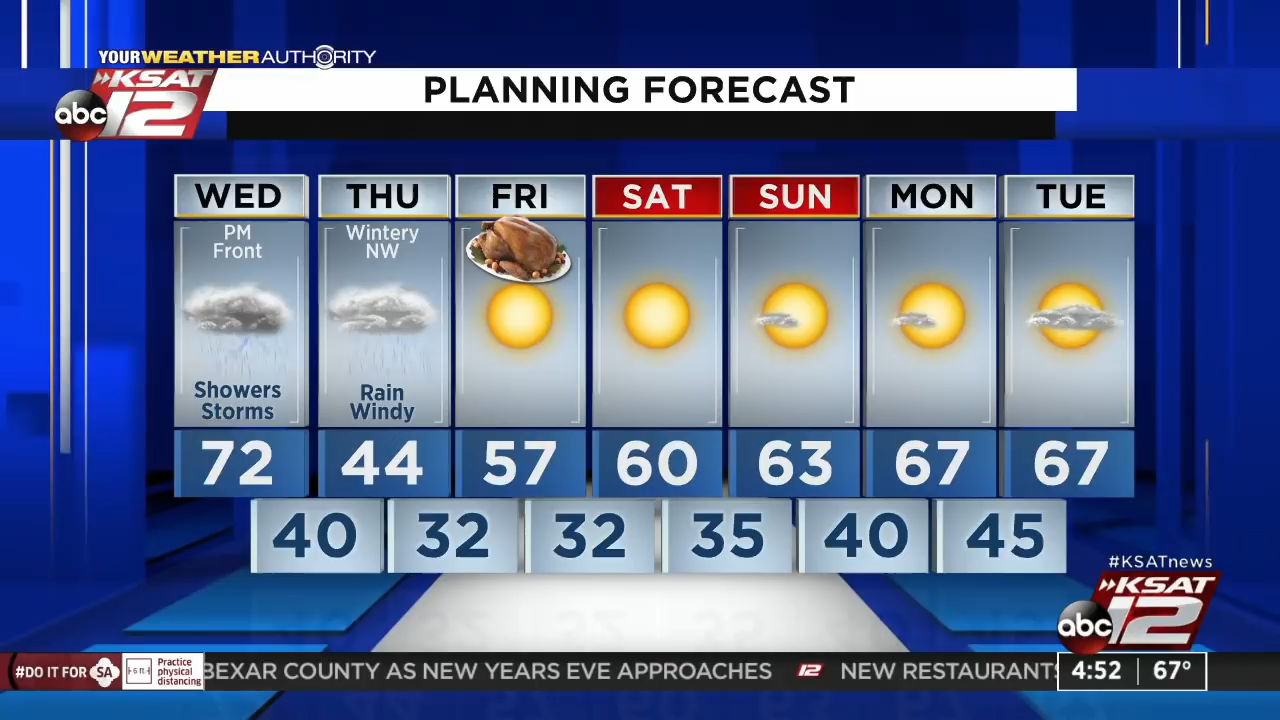 YOURWEATHERAUTHORITY
KSAT
abc 12
PLANNING FORECAST
WED THU FRI SAT SUN MON TUE
PM
Front
Wintery
NW
Showers
Storms
Rain
Windy
72 44 57 60 63 67 67
40 32 32 35 40 45
#KSATnews
KSAT
abc 12
#DO IT FOR SA
6 ft
Practice
physical
distancing
BEXAR COUNTY AS NEW YEARS EVE APPROACHES 12 NEW RESTAURANT
4:52 67°